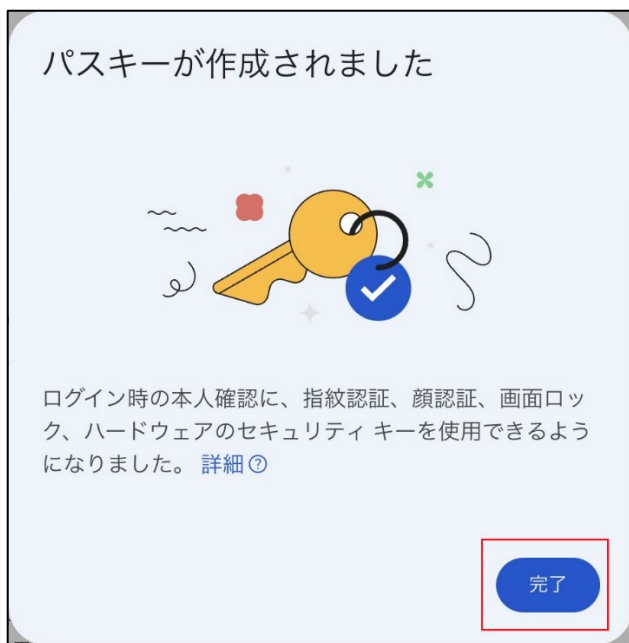 パスキーが作成されました
ログイン時の本人確認に、指紋認証、顔認証、画面ロッ
ク、ハードウェアのセキュリティ キーを使用できるよう
になりました。 詳細
完了